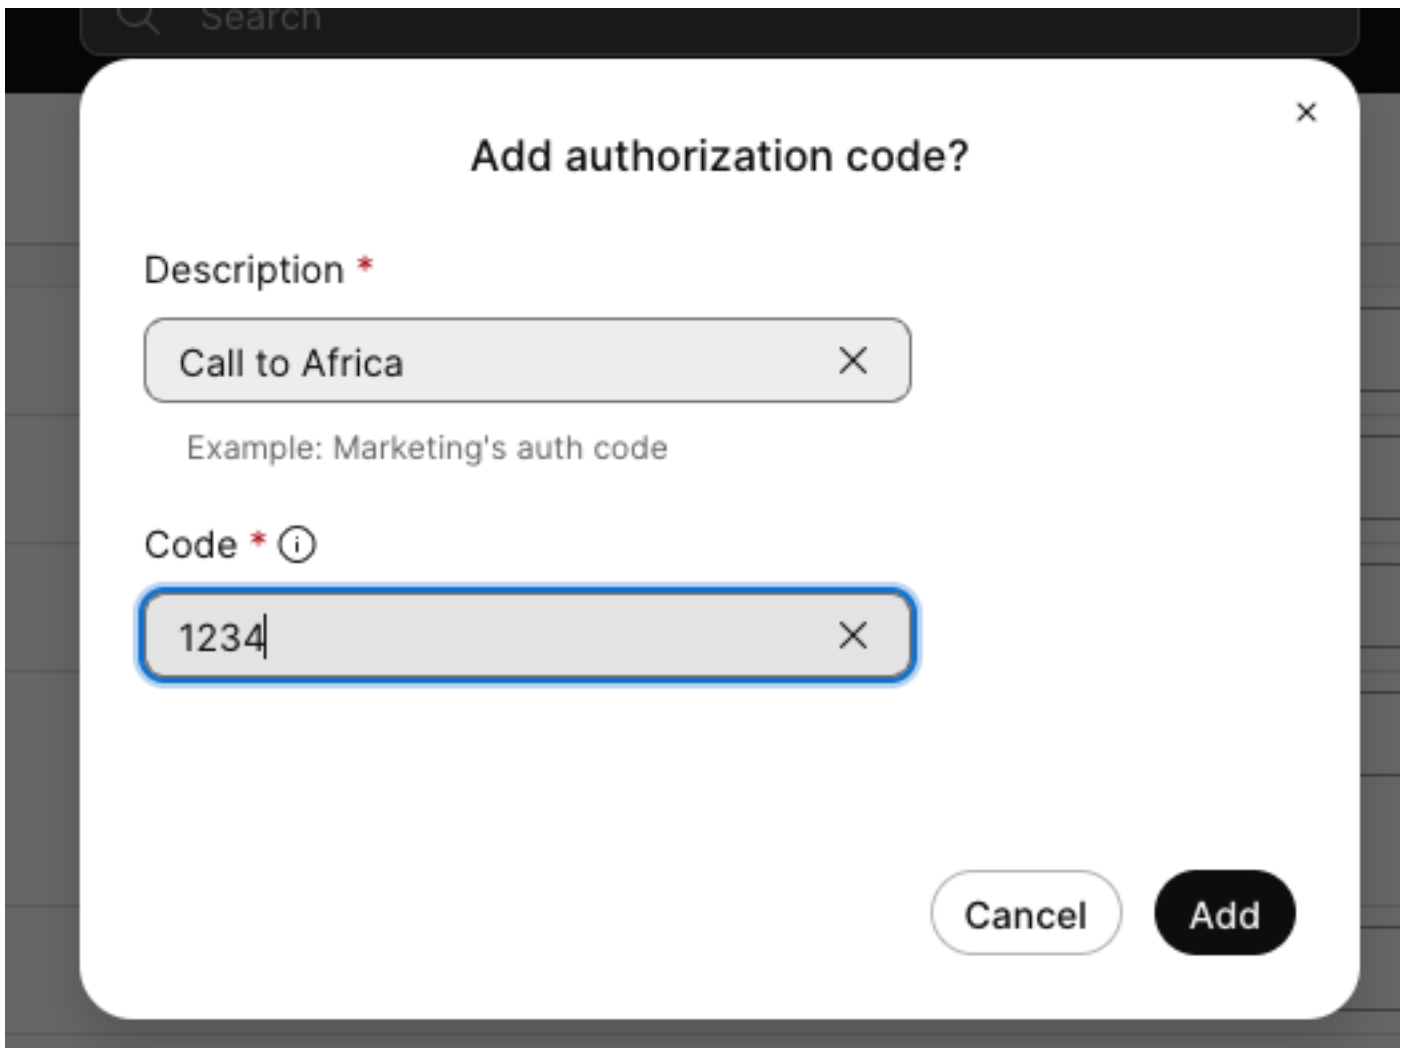 Search
Add authorization code?
Description *
Call to Africa
Example: Marketing's auth code
Code *
1234
Cancel
Add